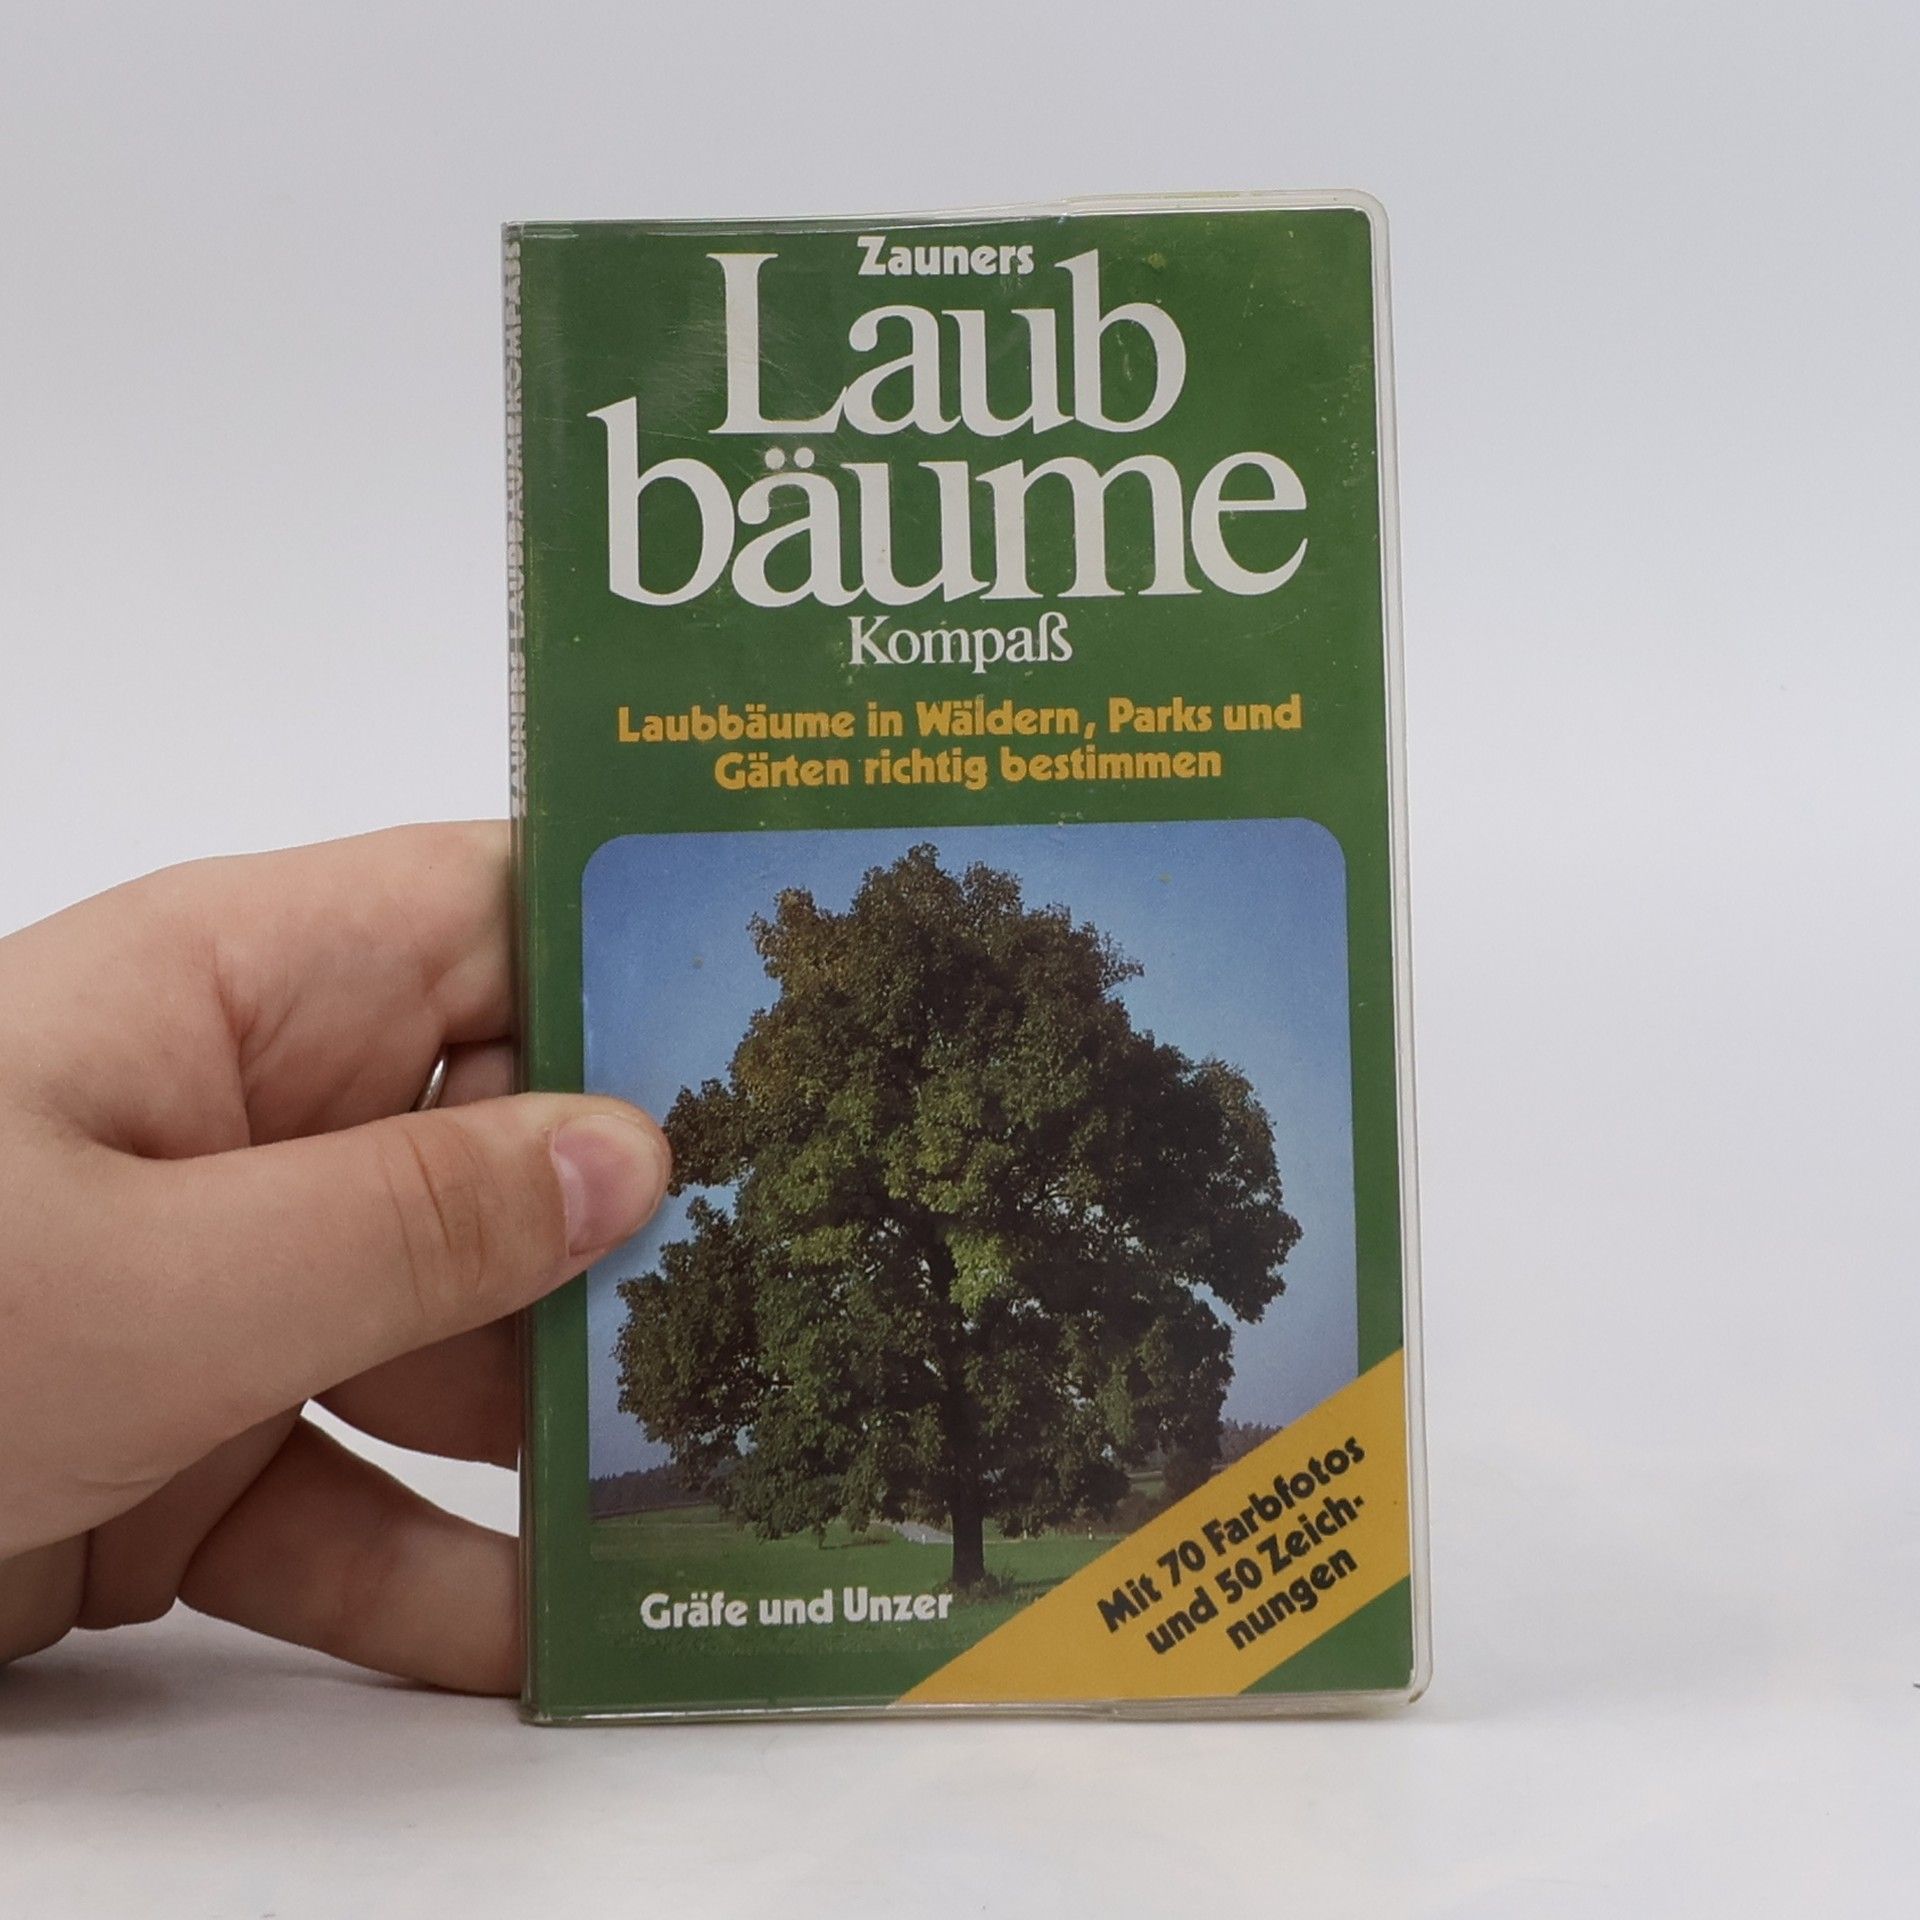 Zauners
Laub
bäume
Kompaß
Laubbäume in Wäldern, Parks und
Gärten richtig bestimmen
Gräfe und Unzer
Mit 70 Farbfotos
und 50 Zeich-
nungen
ZAUNERS LAUBBÄUME KOMPASS